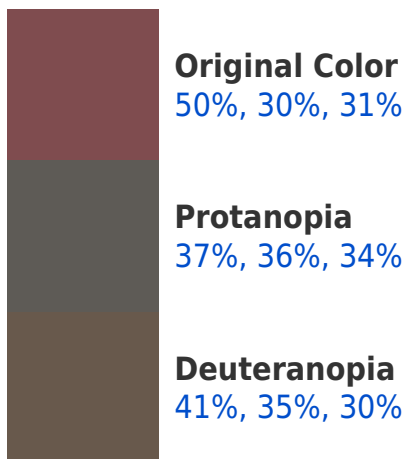 Original Color
50%, 30%, 31%
Protanopia
37%, 36%, 34%
Deuteranopia
41%, 35%, 30%